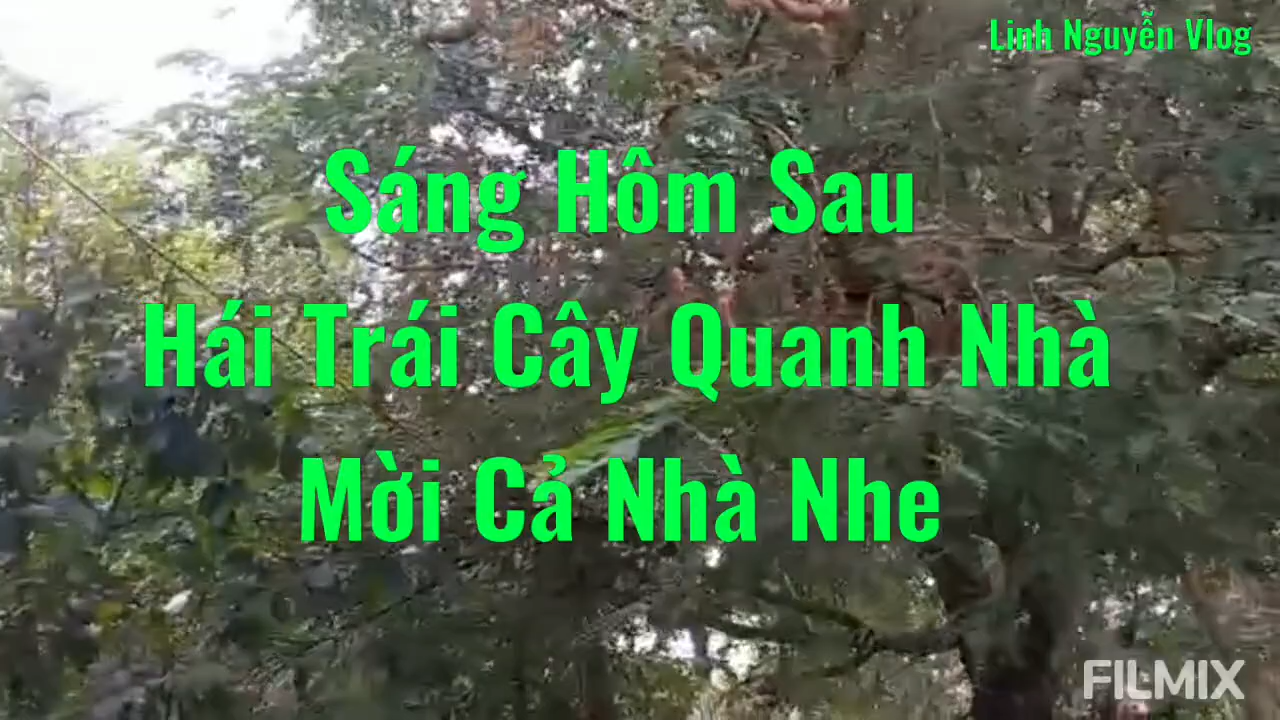 Linh Nguyễn Vlog
Sáng Hôm Sau
Hái Trái Cây Quanh Nhà
Mời Cả Nhà Nhe
FILMIX